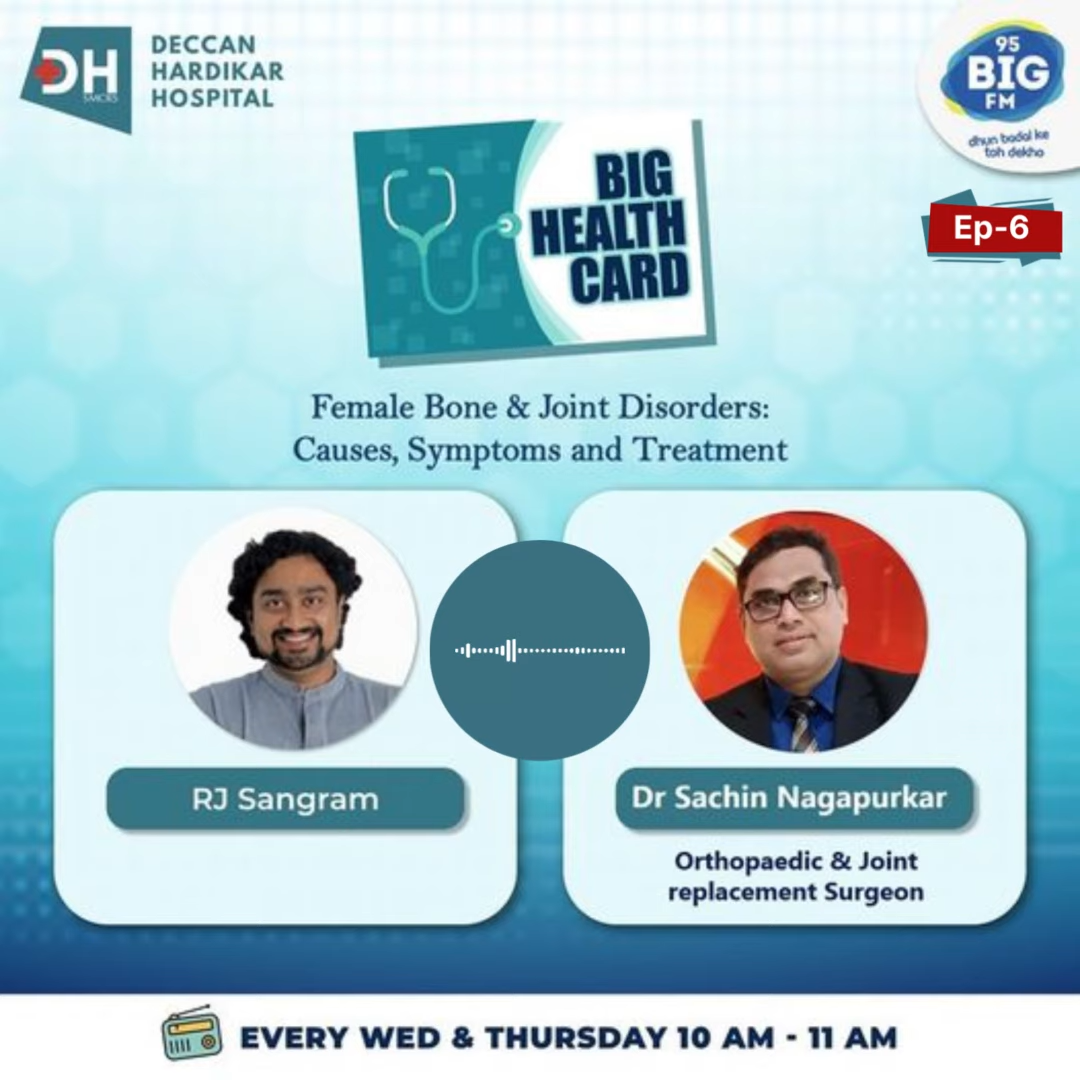 DH
SMCRS
DECCAN
HARDIKAR
HOSPITAL
95
BIG
FM
dhun badal ke
toh dekho
BIG
HEALTH
CARD
Ep-6
Female Bone & Joint Disorders:
Causes, Symptoms and Treatment
RJ Sangram
Dr Sachin Nagapurkar
Orthopaedic & Joint
replacement Surgeon
EVERY WED & THURSDAY 10 AM - 11 AM